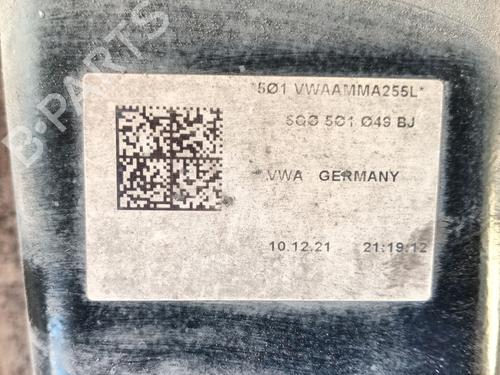 *5Ø1 VWAAMMA255L*
5QØ 5Ø1 Ø49 BJ
VWA GERMANY
10.12.21 21:19:12
B-PARTS